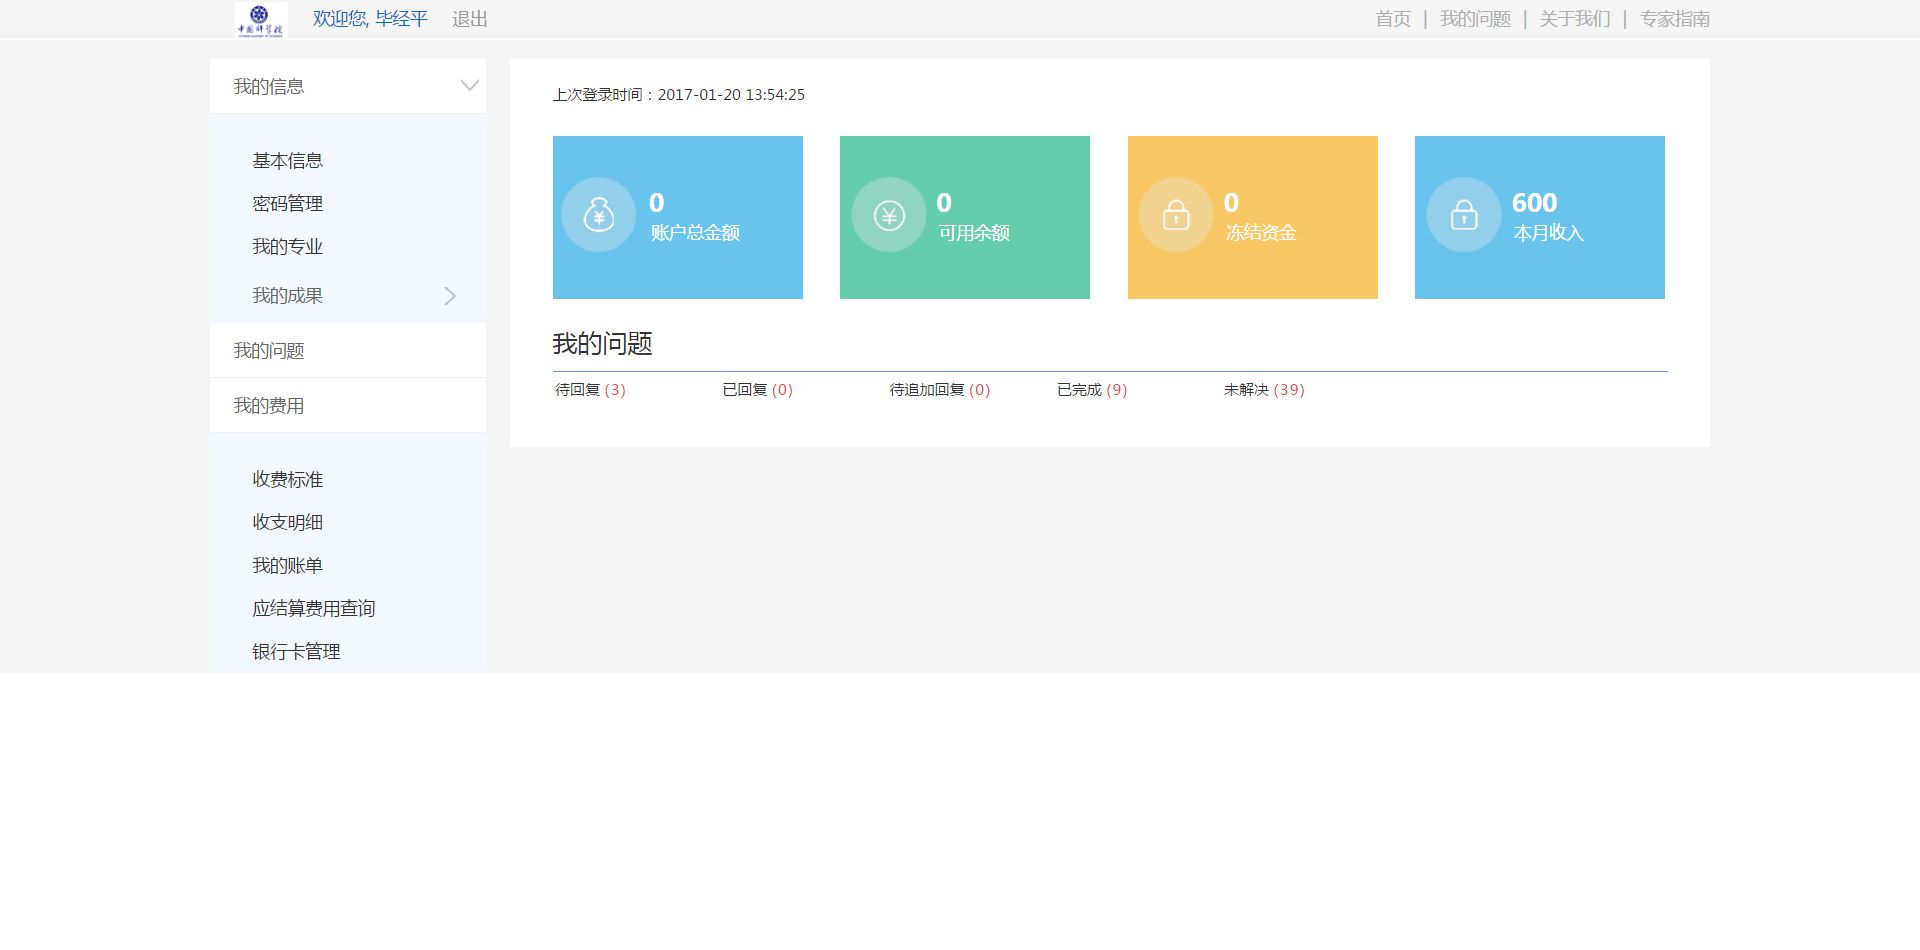 中国科学院
欢迎您, 毕经平 退出
首页 | 我的问题 | 关于我们 | 专家指南
我的信息
基本信息
密码管理
我的专业
我的成果
我的问题
我的费用
收费标准
收支明细
我的账单
应结算费用查询
银行卡管理
上次登录时间：2017-01-20 13:54:25
0
账户总金额
0
可用余额
0
冻结资金
600
本月收入
我的问题
待回复 (3) 已回复 (0) 待追加回复 (0) 已完成 (9) 未解决 (39)